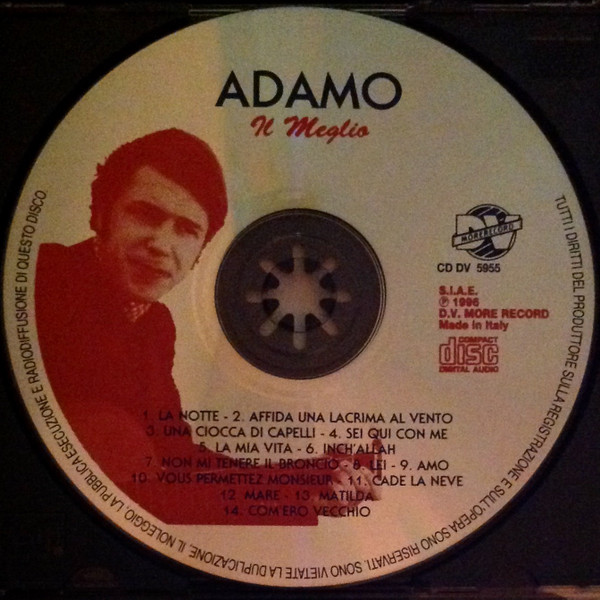 ADAMO
Il Meglio
MORERECORD
CD DV 5955
S.I.A.E.
℗ 1996
D.V. MORE RECORD
Made in Italy
COMPACT
disc
DIGITAL AUDIO
1. LA NOTTE - 2. AFFIDA UNA LACRIMA AL VENTO
3. UNA CIOCCA DI CAPELLI - 4. SEI QUI CON ME
5. LA MIA VITA - 6. INCH'ALLAH
7. NON MI TENERE IL BRONCIO - 8. LEI - 9. AMO
10. VOUS PERMETTEZ MONSIEUR - 11. CADE LA NEVE
12. MARE - 13. MATILDA
14. COM'ERO VECCHIO
TUTTI I DIRITTI DEL PRODUTTORE SULLA REGISTRAZIONE E SULL'OPERA SONO RISERVATI. SONO VIETATE LA DUPLICAZIONE. IL NOLEGGIO, LA PUBBLICA ESECUZIONE E RADIODIFFUSIONE DI QUESTO DISCO